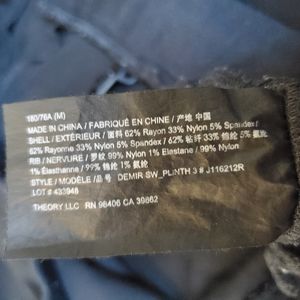 160/76A (M)
MADE IN CHINA / FABRIQUÉ EN CHINE / 产地 中国
SHELL / EXTÉRIEUR / 面料 62% Rayon 33% Nylon 5% Spandex /
62% Rayonne 33% Nylon 5% Spandex / 62% 粘纤 33% 锦纶 5% 氨纶
RIB / NERVURE / 罗纹 99% Nylon 1% Elastane / 99% Nylon
1% Élasthanne / 99% 锦纶 1% 氨纶
STYLE / MODÈLE /品 号 DEMIR SW_PLINTH 3 # J116212R
LOT # 433948
THEORY LLC RN 98406 CA 39862